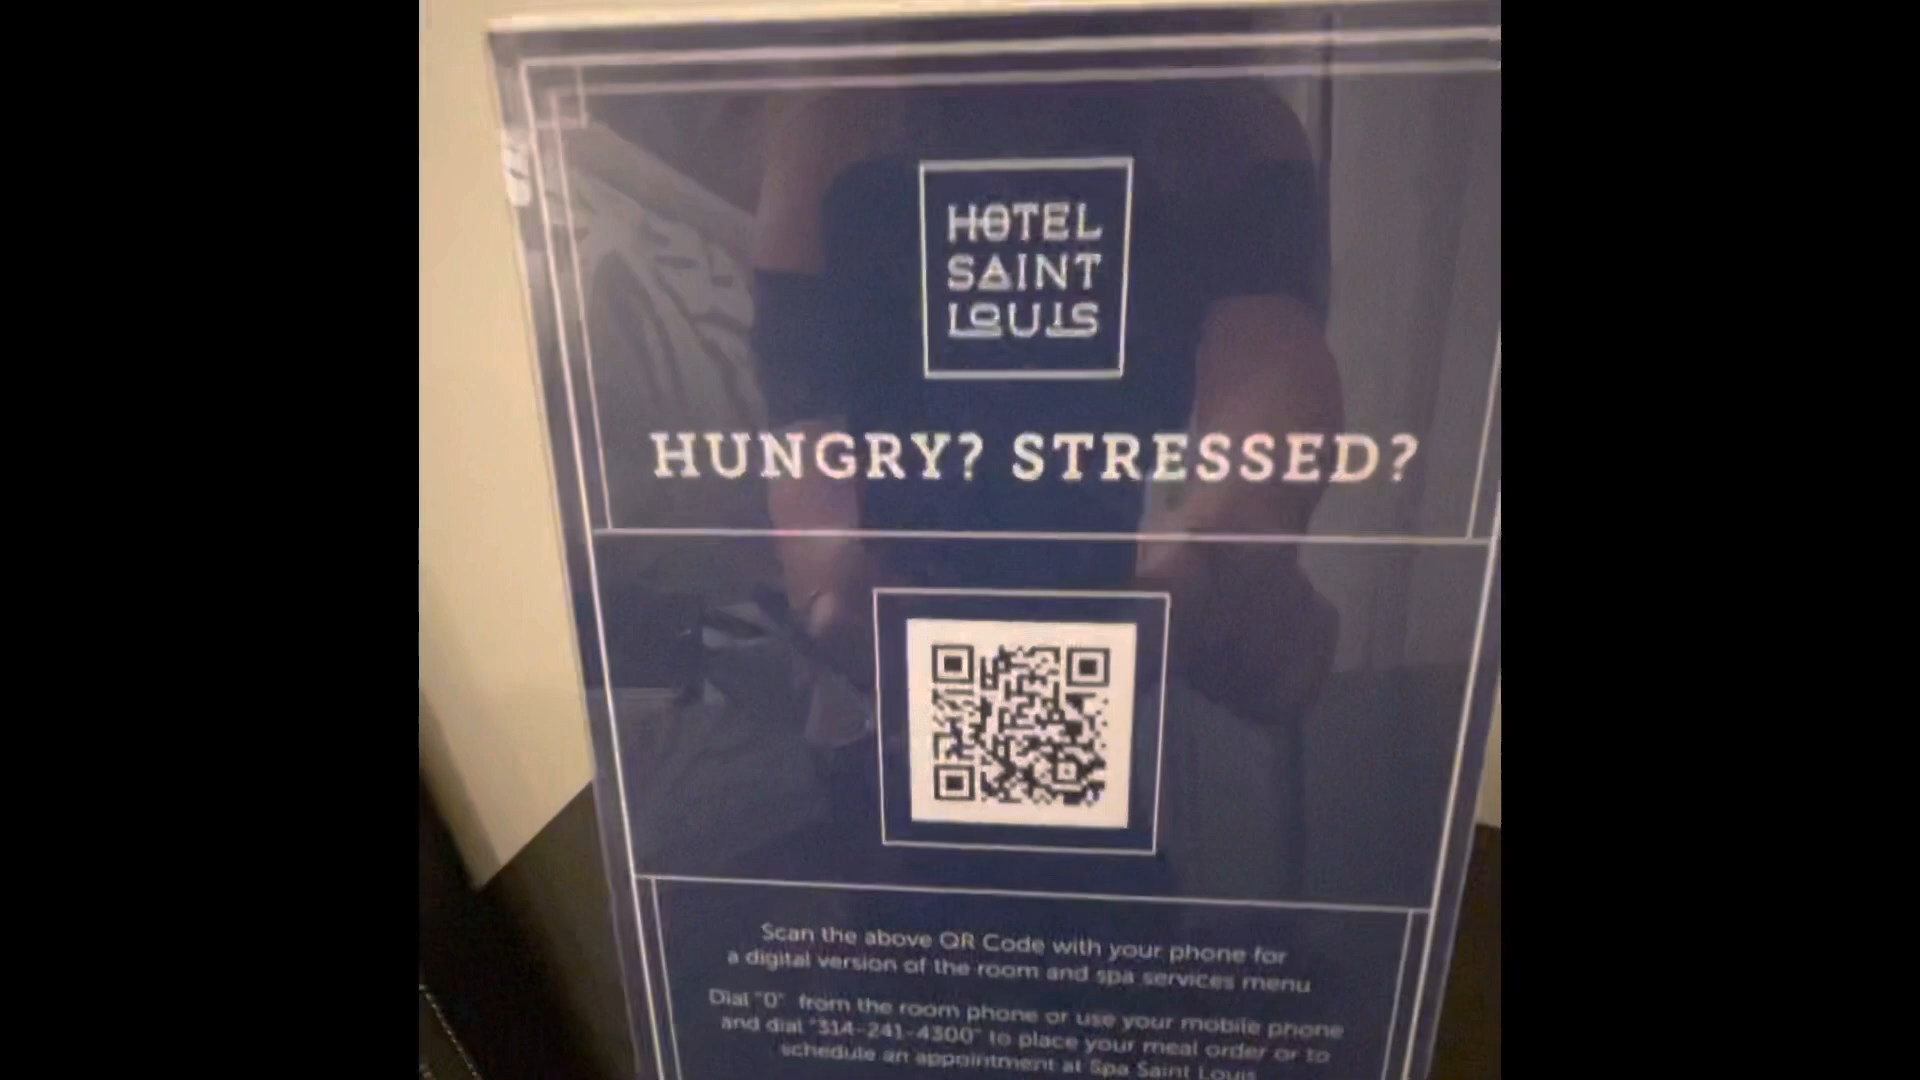 HOTEL
SAINT
LOUIS
HUNGRY? STRESSED?
Scan the above QR Code with your phone for
a digital version of the room and spa services menu
Dial "0" from the room phone or use your mobile phone
and dial "314-241-4300" to place your meal order or to
schedule an appointment at Spa Saint Louis